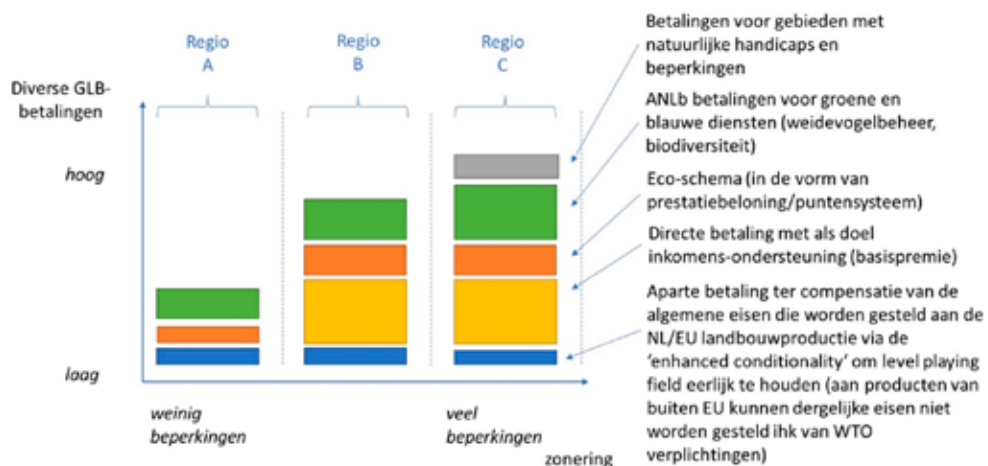 Regio
A
Regio
B
Regio
C
Diverse GLB-
betalingen
hoog
laag
weinig
beperkingen
veel
beperkingen
zonering
Betalingen voor gebieden met
natuurlijke handicaps en
beperkingen
ANLb betalingen voor groene en
blauwe diensten (weidevogelbeheer,
biodiversiteit)
Eco-schema (in de vorm van
prestatiebeloning/puntensysteem)
Directe betaling met als doel
inkomens-ondersteuning (basispremie)
Aparte betaling ter compensatie van de
algemene eisen die worden gesteld aan de
NL/EU landbouwproductie via de
‘enhanced conditionality’ om level playing
field eerlijk te houden (aan producten van
buiten EU kunnen dergelijke eisen niet
worden gesteld ihk van WTO
verplichtingen)